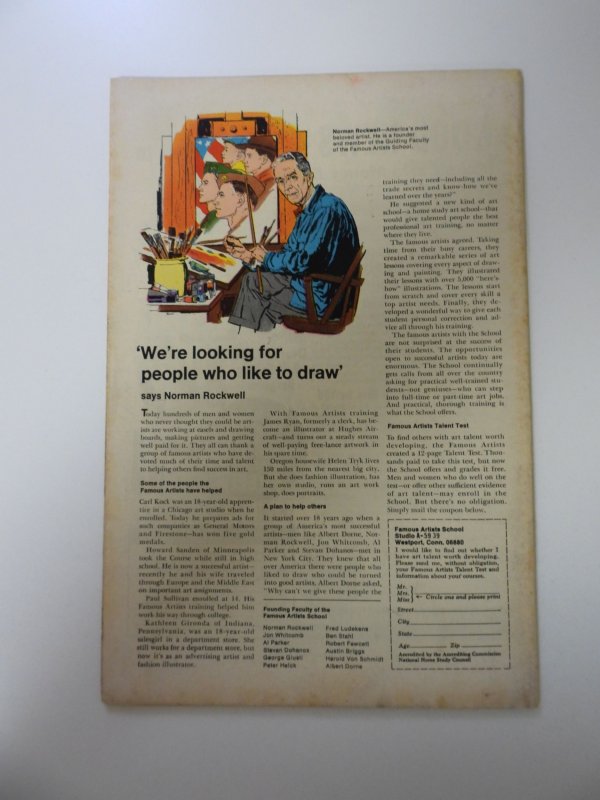 Norman Rockwell—America's most
beloved artist. He is a founder
and member of the Guiding Faculty
of the Famous Artists School.
'We're looking for
people who like to draw'
says Norman Rockwell
Today hundreds of men and women
who never thought they could be art-
ists are working at easels and drawing
boards, making pictures and getting
well paid for it. They all can thank a
group of famous artists who have de-
voted much of their time and talent
to helping others find success in art.
Some of the people the
Famous Artists have helped
Carl Kock was an 18-year-old appren-
tice in a Chicago art studio when he
enrolled. Today he prepares ads for
such companies as General Motors
and Firestone—has won five gold
medals.
Howard Sanden of Minneapolis
took the Course while still in high
school. He is now a successful artist—
recently he and his wife traveled
through Europe and the Middle East
on important art assignments.
Paul Sullivan enrolled at 14. His
Famous Artists training helped him
work his way through college.
Kathleen Gironda of Indiana,
Pennsylvania, was an 18-year-old
salesgirl in a department store. She
still works for a department store, but
now it's as an advertising artist and
fashion illustrator.
With Famous Artists training
James Ryan, formerly a clerk, has be-
come an illustrator at Hughes Air-
craft—and turns out a steady stream
of well-paying free-lance artwork in
his spare time.
Oregon housewife Helen Tryk lives
150 miles from the nearest big city.
But she does fashion illustration, has
her own studio, runs an art work
shop, does portraits.
A plan to help others
It started over 18 years ago when a
group of America's most successful
artists—men like Albert Dorne, Nor-
man Rockwell, Jon Whitcomb, Al
Parker and Stevan Dohanos—met in
New York City. They knew that all
over America there were people who
liked to draw who could be turned
into good artists. Albert Dorne asked,
"Why can't we give these people the
Founding Faculty of the
Famous Artists School
Norman Rockwell
Jon Whitcomb
Al Parker
Stevan Dohanos
George Giusti
Peter Helck
Fred Ludekens
Ben Stahl
Robert Fawcett
Austin Briggs
Harold Von Schmidt
Albert Dorne
training they need—including all the
trade secrets and know-how we've
learned over the years?"
He suggested a new kind of art
school—a home study art school—that
would give talented people the best
professional art training, no matter
where they live.
The famous artists agreed. Taking
time from their busy careers, they
created a remarkable series of art
lessons covering every aspect of draw-
ing and painting. They illustrated
their lessons with over 5,000 "here's
how" illustrations. The lessons start
from scratch and cover every skill a
top artist needs. Finally, they de-
veloped a wonderful way to give each
student personal correction and ad-
vice all through his training.
The famous artists with the School
are not surprised at the success of
their students. The opportunities
open to successful artists today are
enormous. The School continually
gets calls from all over the country
asking for practical well-trained stu-
dents—not geniuses—who can step
into full-time or part-time art jobs.
And practical, thorough training is
what the School offers.
Famous Artists Talent Test
To find others with art talent worth
developing, the Famous Artists
created a 12-page Talent Test. Thou-
sands paid to take this test, but now
the School offers and grades it free.
Men and women who do well on the
test—or offer other sufficient evidence
of art talent—may enroll in the
School. But there's no obligation.
Simply mail the coupon below.
Famous Artists School
Studio A-5939
Westport, Conn. 06880
I would like to find out whether I
have art talent worth developing.
Please send me, without obligation,
your Famous Artists Talent Test and
information about your courses.
Mr.
Mrs.
Miss
Circle one and please print
Street
City
State
Age Zip
Accredited by the Accrediting Commission
National Home Study Council